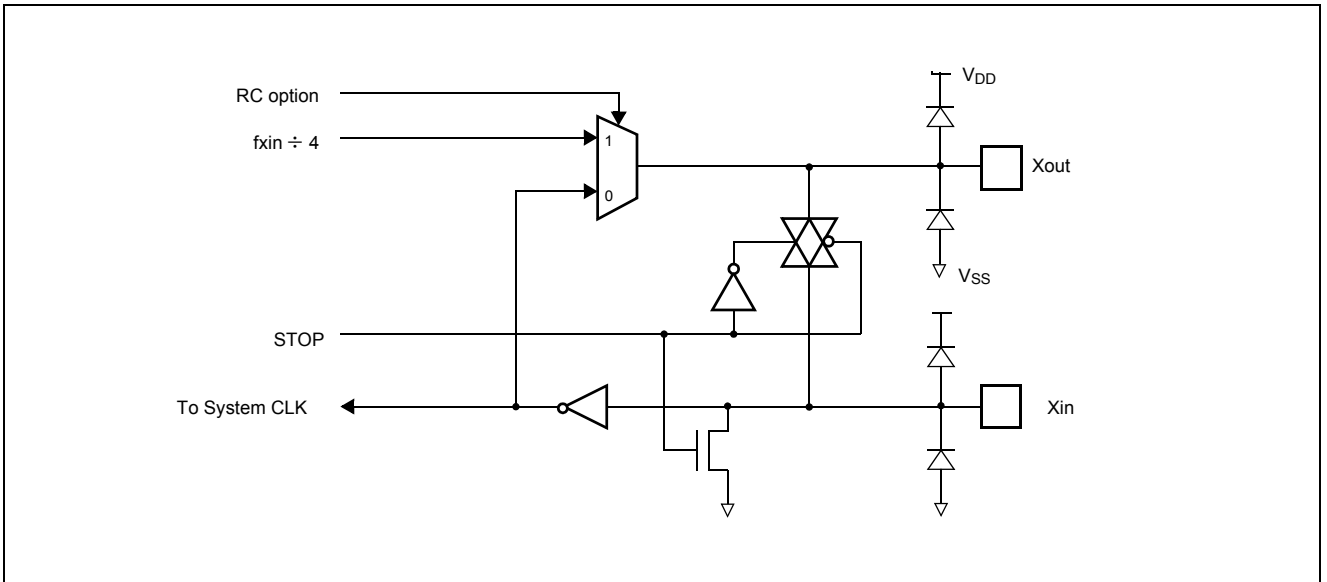 RC option
fxin ÷ 4
1
0
VDD
Xout
VSS
STOP
To System CLK
Xin